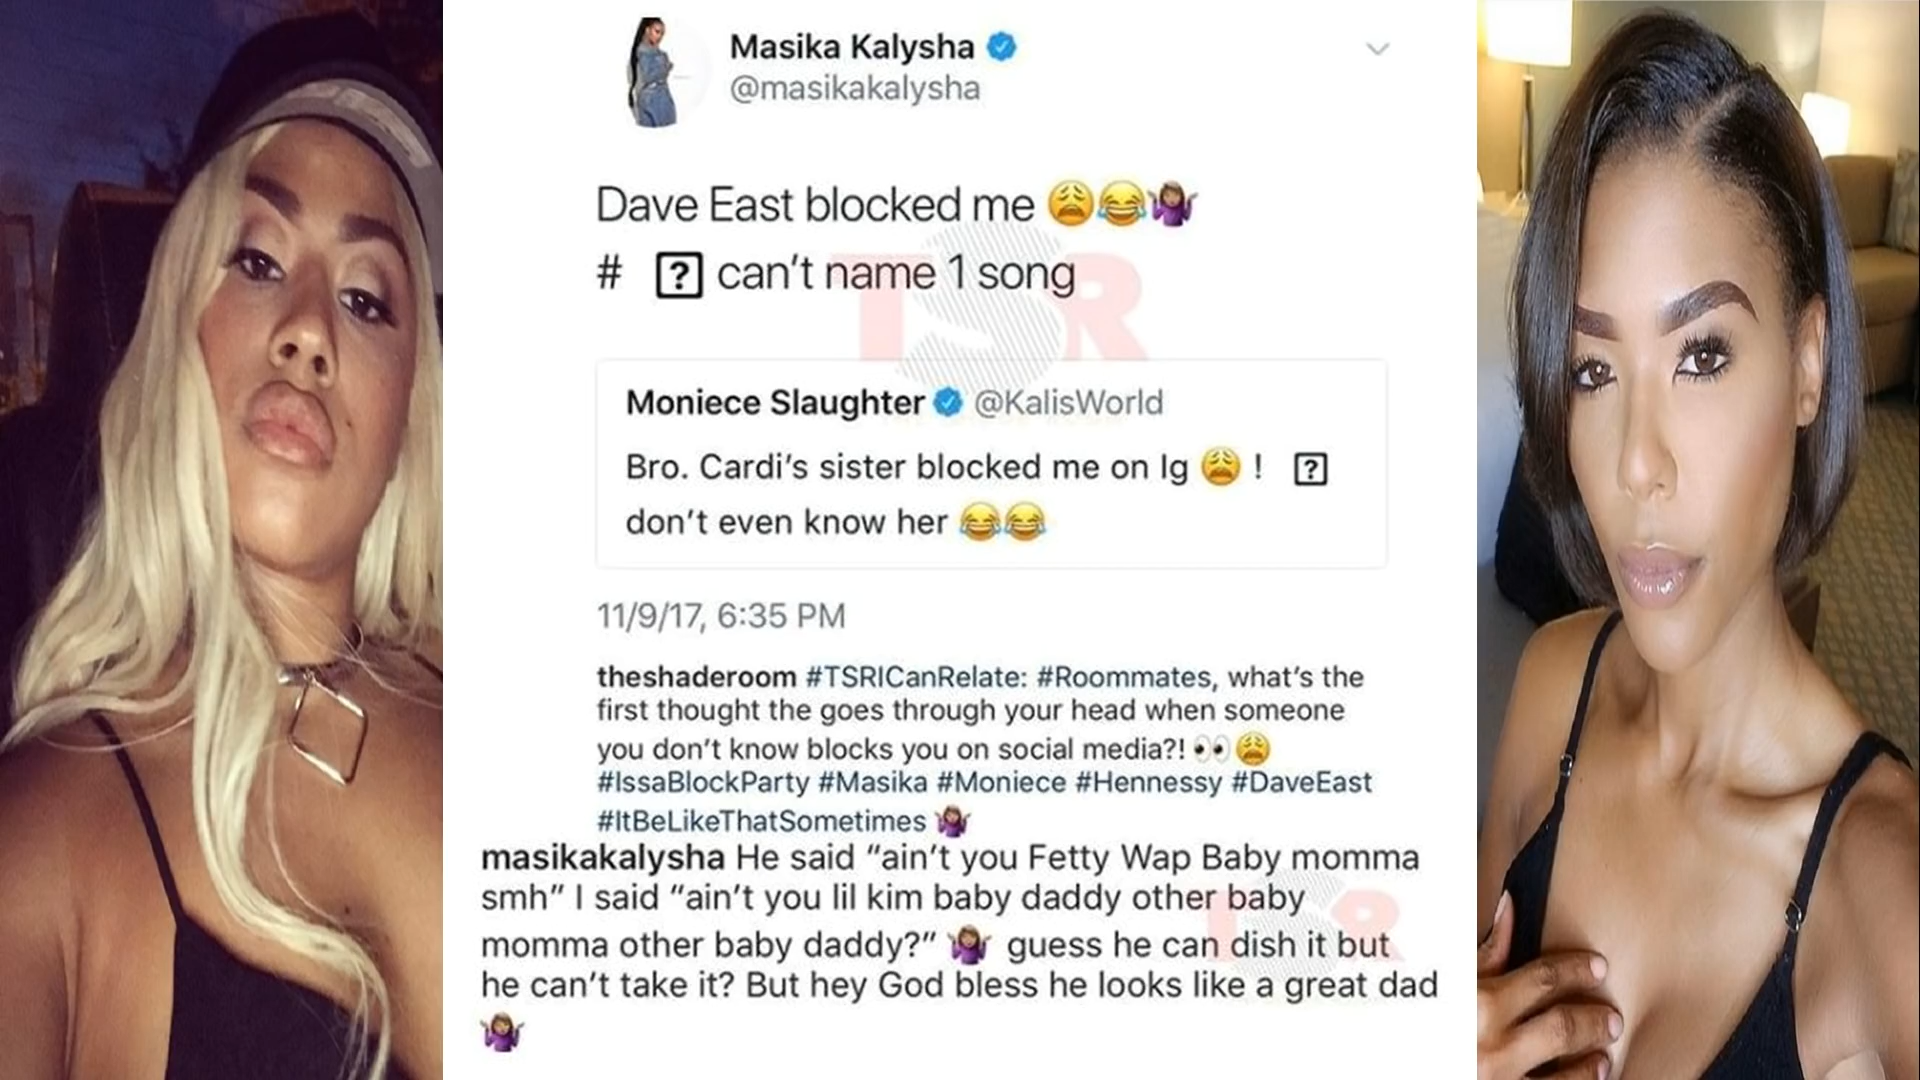 Masika Kalysha
@masikakalysha
Dave East blocked me 😩😂🤷🏽‍♀️
# ? can't name 1 song
TSR
Moniece Slaughter @KalisWorld
Bro. Cardi's sister blocked me on Ig 😩 ! ?
don't even know her 😂😂
11/9/17, 6:35 PM
theshaderoom #TSRICanRelate: #Roommates, what's the
first thought the goes through your head when someone
you don't know blocks you on social media?! 👀😩
#IssaBlockParty #Masika #Moniece #Hennessy #DaveEast
#ItBeLikeThatSometimes 🤷🏽‍♀️
masikakalysha He said “ain't you Fetty Wap Baby momma
smh” I said “ain't you lil kim baby daddy other baby
momma other baby daddy?” 🤷🏽‍♀️ guess he can dish it but
he can't take it? But hey God bless he looks like a great dad
🤷🏽‍♀️
TSR